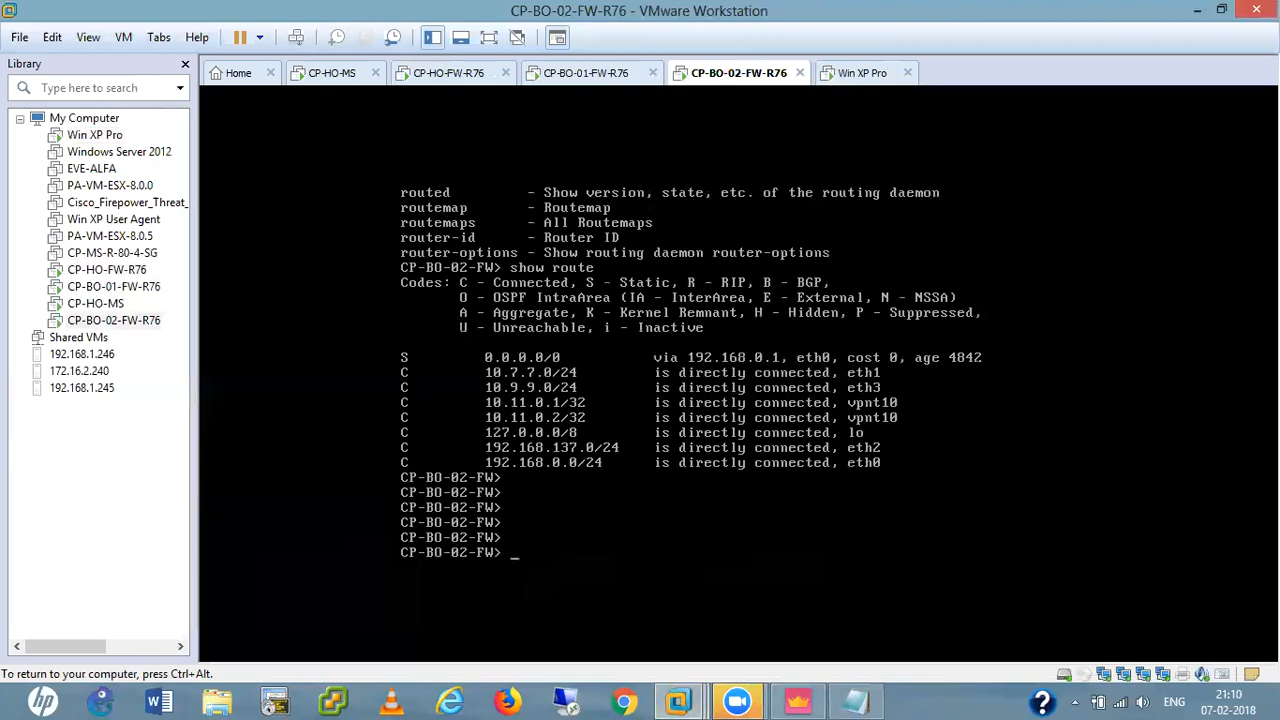 CP-BO-02-FW-R76 - VMware Workstation
File Edit View VM Tabs Help
Library
Type here to search
Home CP-HO-MS CP-HO-FW-R76 CP-BO-01-FW-R76 CP-BO-02-FW-R76 Win XP Pro
My Computer
Win XP Pro
Windows Server 2012
EVE-ALFA
PA-VM-ESX-8.0.0
Cisco_Firepower_Threat_
Win XP User Agent
PA-VM-ESX-8.0.5
CP-MS-R-80-4-SG
CP-HO-FW-R76
CP-BO-01-FW-R76
CP-HO-MS
CP-BO-02-FW-R76
Shared VMs
192.168.1.246
172.16.2.240
192.168.1.245
routed - Show version, state, etc. of the routing daemon
routemap - Routemap
routemaps - All Routemaps
router-id - Router ID
router-options - Show routing daemon router-options
CP-BO-02-FW> show route
Codes: C - Connected, S - Static, R - RIP, B - BGP,
O - OSPF IntraArea (IA - InterArea, E - External, N - NSSA)
A - Aggregate, K - Kernel Remnant, H - Hidden, P - Suppressed,
U - Unreachable, i - Inactive
S 0.0.0.0/0 via 192.168.0.1, eth0, cost 0, age 4842
C 10.7.7.0/24 is directly connected, eth1
C 10.9.9.0/24 is directly connected, eth3
C 10.11.0.1/32 is directly connected, vpnt10
C 10.11.0.2/32 is directly connected, vpnt10
C 127.0.0.0/8 is directly connected, lo
C 192.168.137.0/24 is directly connected, eth2
C 192.168.0.0/24 is directly connected, eth0
CP-BO-02-FW>
CP-BO-02-FW>
CP-BO-02-FW>
CP-BO-02-FW>
CP-BO-02-FW>
CP-BO-02-FW> _
To return to your computer, press Ctrl+Alt.
ENG
21:10
07-02-2018